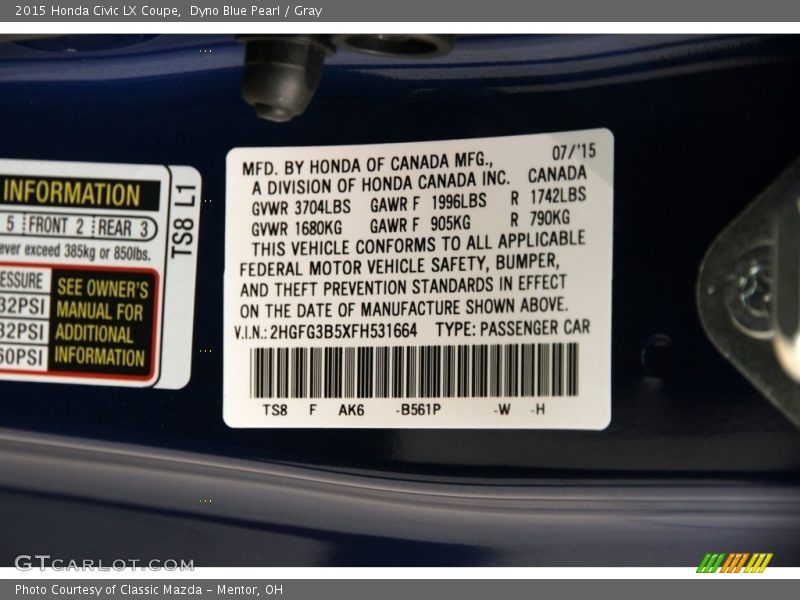 2015 Honda Civic LX Coupe, Dyno Blue Pearl / Gray
INFORMATION
5 FRONT 2 REAR 3
ever exceed 385kg or 850lbs.
SEE OWNER'S
32PSI MANUAL FOR
32PSI ADDITIONAL
60PSI INFORMATION
TS8 L1
07/'15
MFD. BY HONDA OF CANADA MFG.,
A DIVISION OF HONDA CANADA INC. CANADA
GVWR 3704LBS GAWR F 1996LBS R 1742LBS
GVWR 1680KG GAWR F 905KG R 790KG
THIS VEHICLE CONFORMS TO ALL APPLICABLE
FEDERAL MOTOR VEHICLE SAFETY, BUMPER,
AND THEFT PREVENTION STANDARDS IN EFFECT
ON THE DATE OF MANUFACTURE SHOWN ABOVE.
V.I.N.: 2HGFG3B5XFH531664 TYPE: PASSENGER CAR
TS8 F AK6 -B561P -W -H
GTCARLOT.COM
Photo Courtesy of Classic Mazda - Mentor, OH